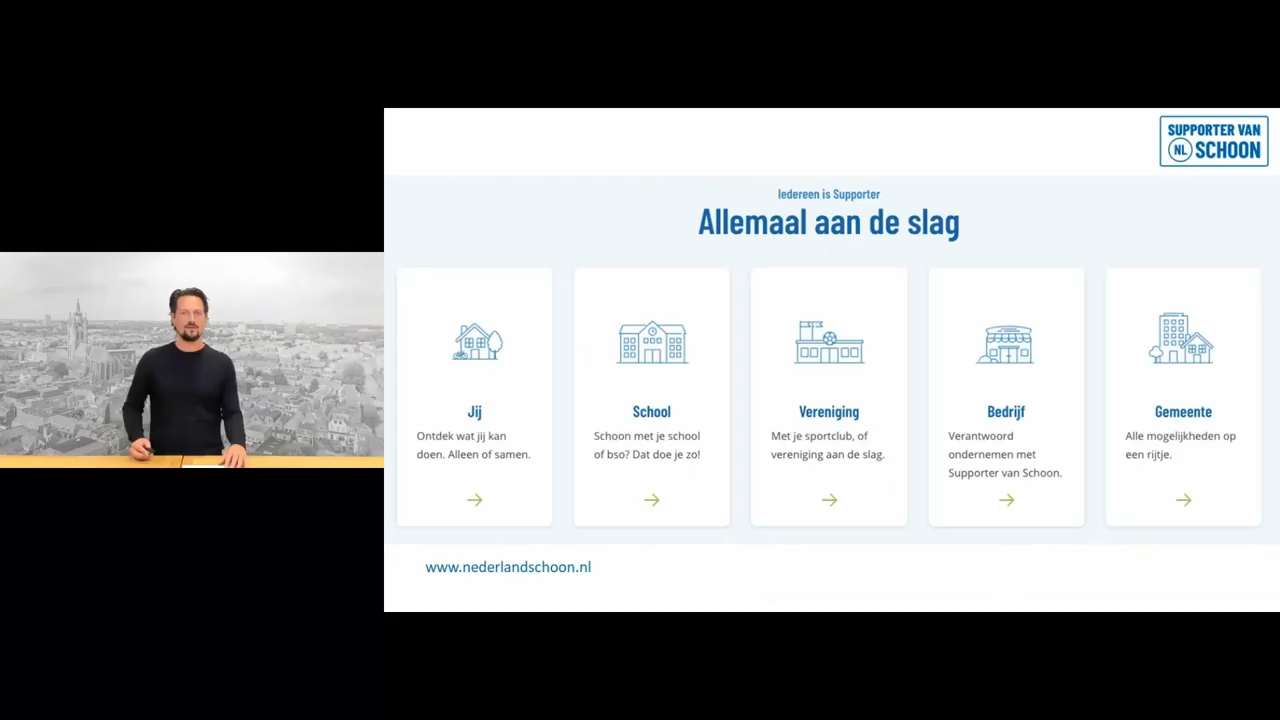 SUPPORTER VAN
NL SCHOON
Iedereen is Supporter
Allemaal aan de slag
Jij
Ontdek wat jij kan
doen. Alleen of samen.
School
Schoon met je school
of bso? Dat doe je zo!
Vereniging
Met je sportclub, of
vereniging aan de slag.
Bedrijf
Verantwoord
ondernemen met
Supporter van Schoon.
Gemeente
Alle mogelijkheden op
een rijtje.
www.nederlandschoon.nl